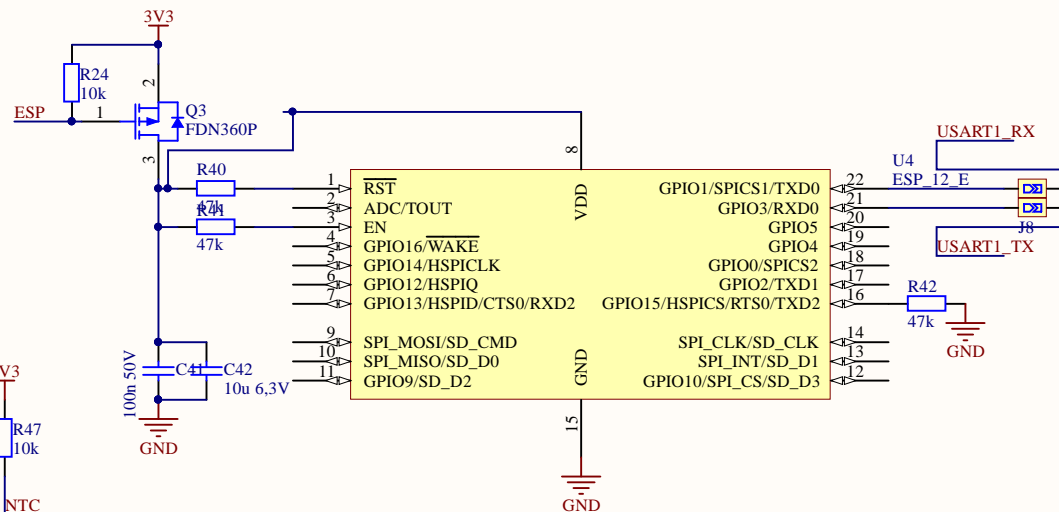 3V3
R24
10k
2
ESP
1
Q3
FDN360P
3
R40
47k
R41
47k
8
VDD
U4
ESP_12_E
USART1_RX
1
RST
2
ADC/TOUT
3
EN
4
GPIO16/WAKE
5
GPIO14/HSPICLK
6
GPIO12/HSPIQ
7
GPIO13/HSPID/CTS0/RXD2
9
SPI_MOSI/SD_CMD
10
SPI_MISO/SD_D0
11
GPIO9/SD_D2
GPIO1/SPICS1/TXD0
22
GPIO3/RXD0
21
GPIO5
20
GPIO4
19
GPIO0/SPICS2
18
GPIO2/TXD1
17
GPIO15/HSPICS/RTS0/TXD2
16
SPI_CLK/SD_CLK
14
SPI_INT/SD_D1
13
GPIO10/SPI_CS/SD_D3
12
J8
USART1_TX
R42
47k
GND
GND
15
GND
C41
100n 50V
C42
10u 6,3V
GND
V3
R47
10k
NTC